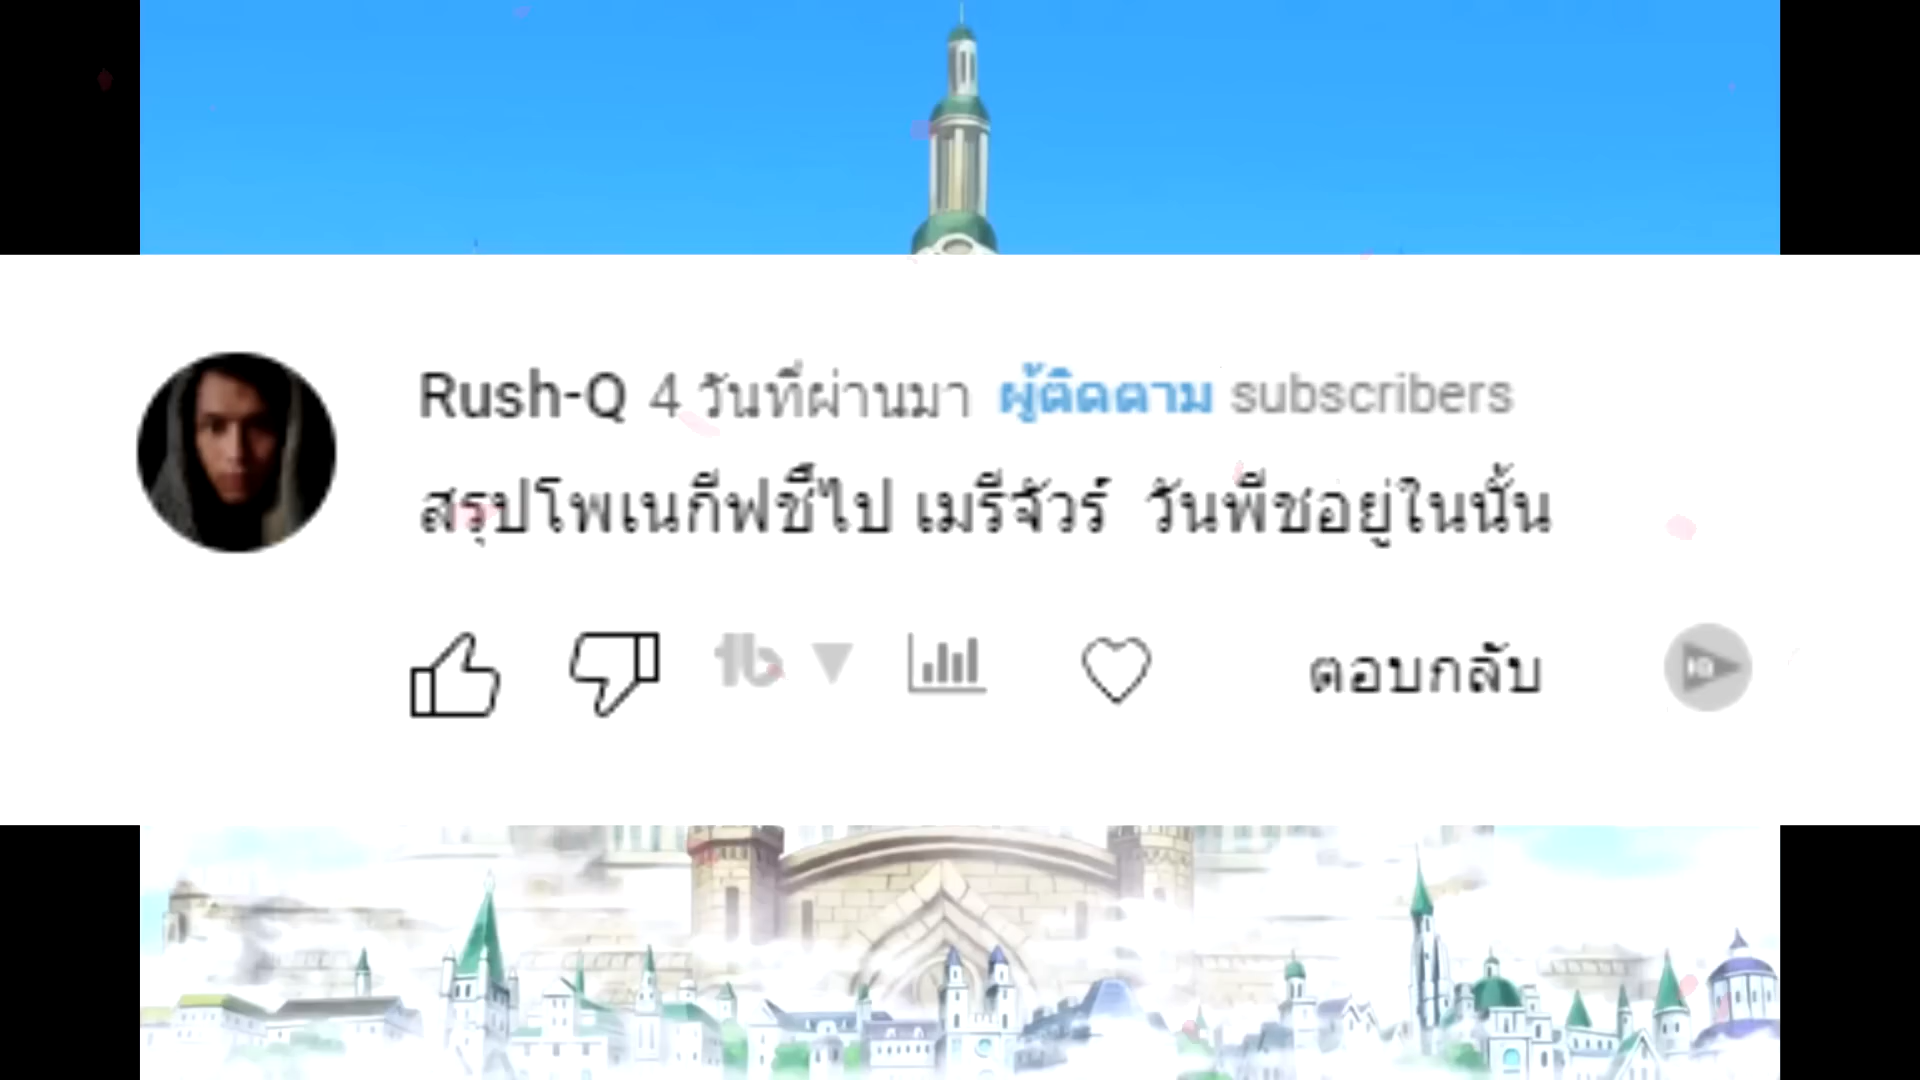 Rush-Q 4 วันที่ผ่านมา ผู้ติดตาม subscribers
สรุปโพเนกีฟชี้ไป เมรีจัวร์ วันพีชอยู่ในนั้น
ตอบกลับ